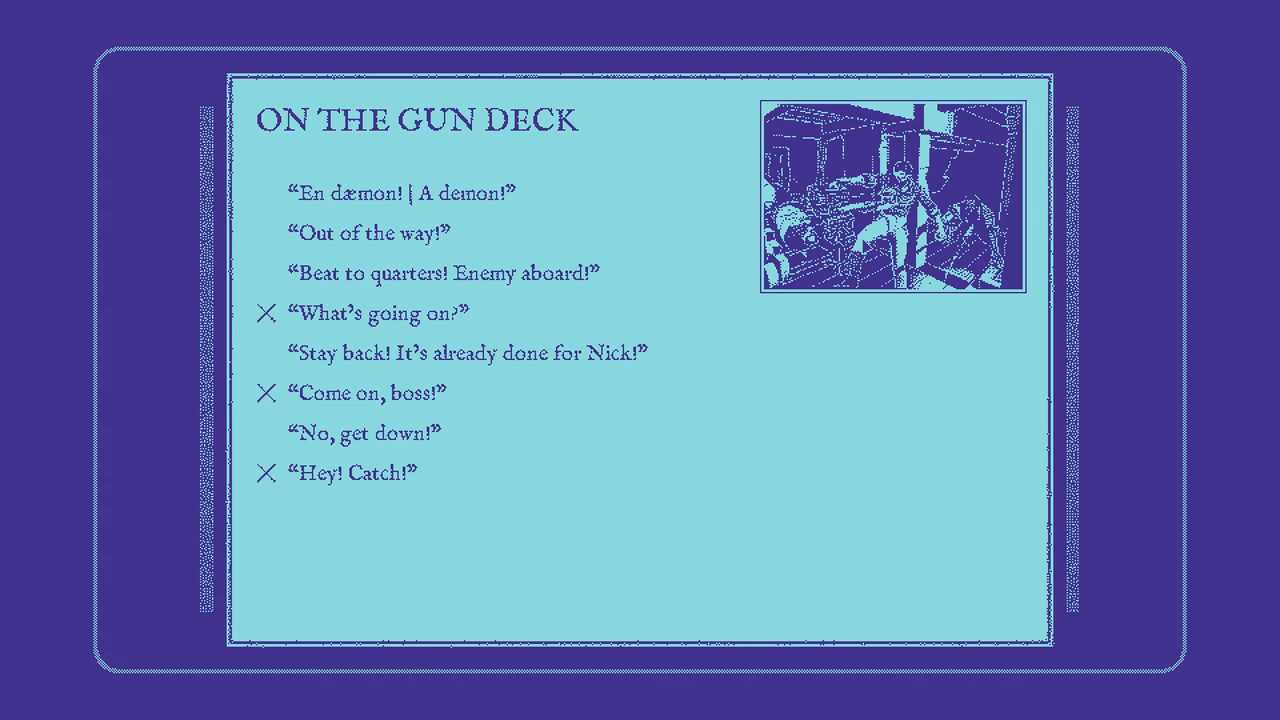 ON THE GUN DECK
“En dæmon! | A demon!”
“Out of the way!”
“Beat to quarters! Enemy aboard!”
“What’s going on?”
“Stay back! It’s already done for Nick!”
“Come on, boss!”
“No, get down!”
“Hey! Catch!”